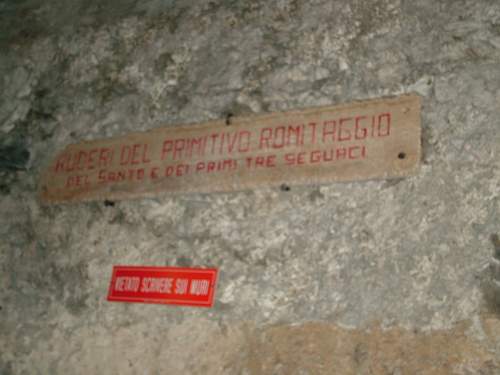 RUDERI DEL PRIMITIVO ROMITAGGIO
DEL SANTO E DEI PRIMI TRE SEGUACI
VIETATO SCRIVERE SUI MURI